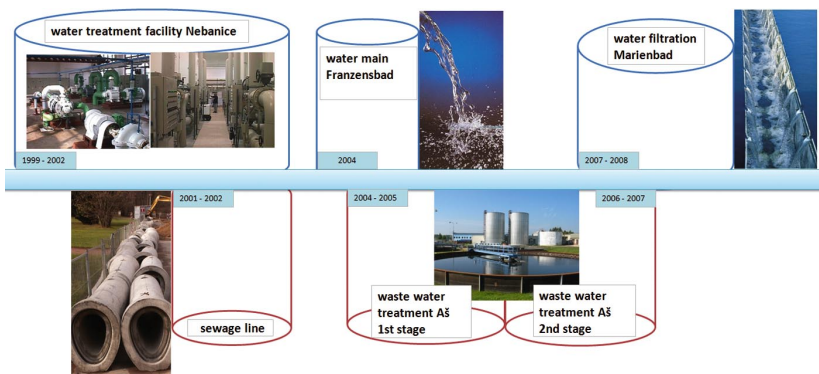 water treatment facility Nebanice
water main
Franzensbad
water filtration
Marienbad
1999 - 2002
2004
2007 - 2008
2001 - 2002
2004 - 2005
2006 - 2007
sewage line
waste water
treatment Aš
1st stage
waste water
treatment Aš
2nd stage